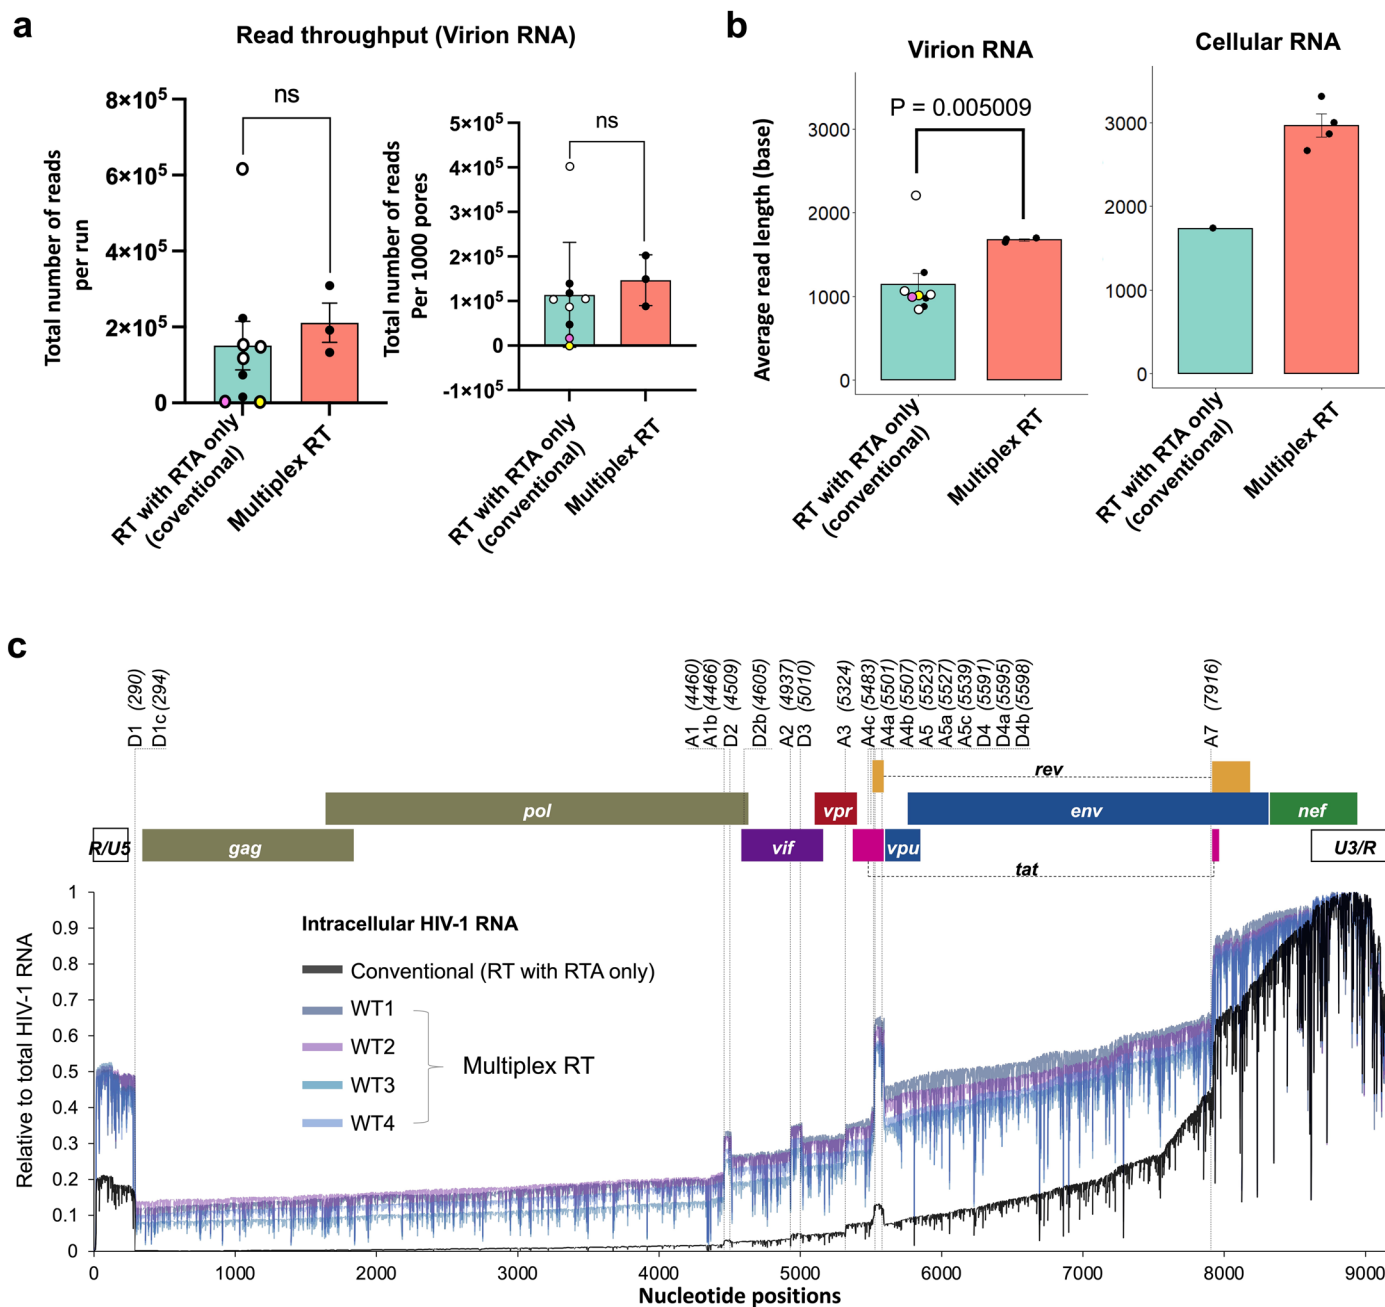 a
Read throughput (Virion RNA)
8×10⁵
6×10⁵
4×10⁵
2×10⁵
0
Total number of reads
per run
ns
RT with RTA only
(coventional)
Multiplex RT
5×10⁵
4×10⁵
3×10⁵
2×10⁵
1×10⁵
0
-1×10⁵
Total number of reads
Per 1000 pores
ns
RT with RTA only
(conventional)
Multiplex RT
b
Virion RNA
P = 0.005009
Average read length (base)
3000
2000
1000
0
RT with RTA only
(conventional)
Multiplex RT
Cellular RNA
3000
2000
1000
0
RT with RTA only
(conventional)
Multiplex RT
c
D1 (290)
D1c (294)
A1 (4460)
A1b (4466)
D2 (4509)
D2b (4605)
A2 (4937)
D3 (5010)
A3 (5324)
A4c (5483)
A4a (5501)
A4b (5507)
A5 (5523)
A5a (5527)
A5c (5539)
D4 (5591)
D4a (5595)
D4b (5598)
A7 (7916)
rev
pol
vpr
env
nef
R/U5
gag
vif
vpu
U3/R
tat
1
0.9
0.8
0.7
0.6
0.5
0.4
0.3
0.2
0.1
0
Relative to total HIV-1 RNA
Intracellular HIV-1 RNA
Conventional (RT with RTA only)
WT1
WT2
WT3
WT4
Multiplex RT
0 1000 2000 3000 4000 5000 6000 7000 8000 9000
Nucleotide positions